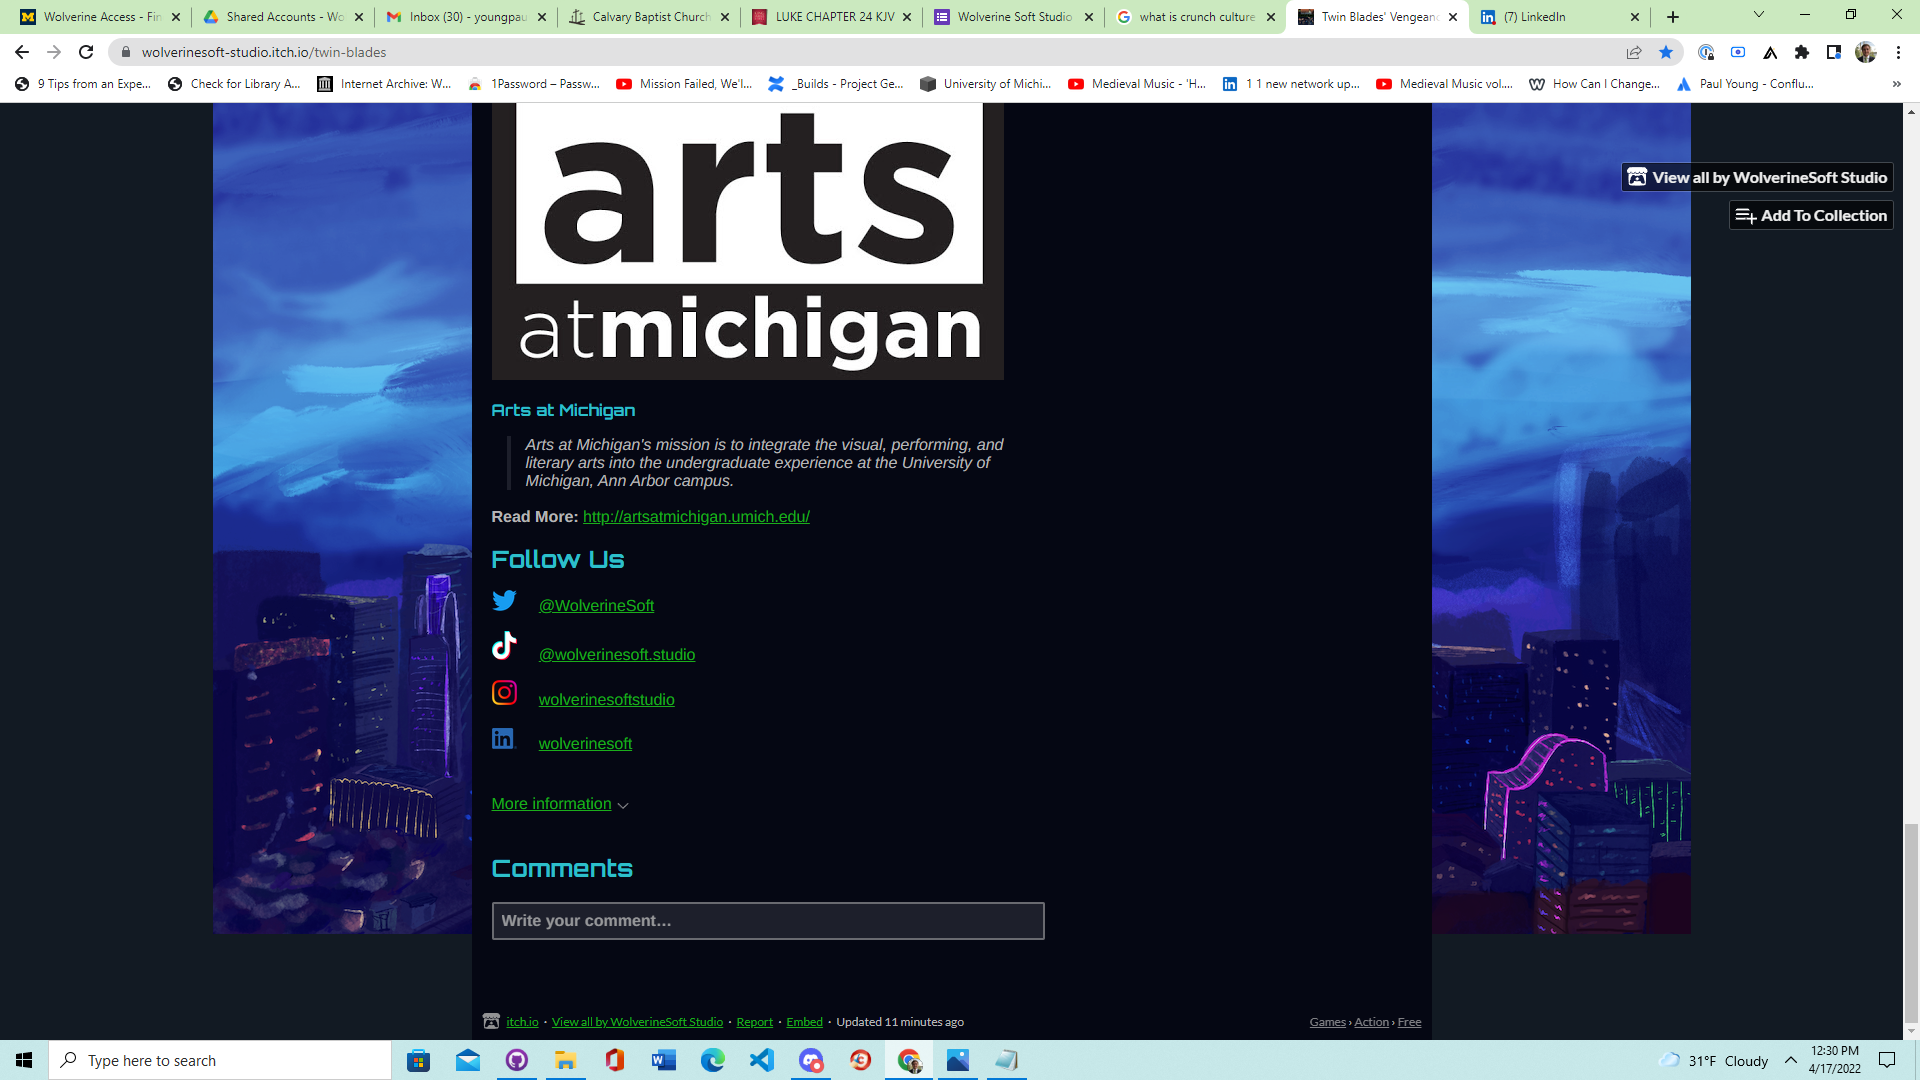 Wolverine Access - Fin
Shared Accounts - Wo
Inbox (30) - youngpau
Calvary Baptist Church
LUKE CHAPTER 24 KJV
Wolverine Soft Studio
what is crunch culture
Twin Blades' Vengeanc
(7) LinkedIn
wolverinesoft-studio.itch.io/twin-blades
9 Tips from an Expe...
Check for Library A...
Internet Archive: W...
1Password – Passw...
Mission Failed, We'l...
_Builds - Project Ge...
University of Michi...
Medieval Music - 'H...
1 1 new network up...
Medieval Music vol....
How Can I Change...
Paul Young - Conflu...
»
View all by WolverineSoft Studio
Add To Collection
arts
atmichigan
Arts at Michigan
Arts at Michigan's mission is to integrate the visual, performing, and
literary arts into the undergraduate experience at the University of
Michigan, Ann Arbor campus.
Read More: http://artsatmichigan.umich.edu/
Follow Us
@WolverineSoft
@wolverinesoft.studio
wolverinesoftstudio
wolverinesoft
More information
Comments
Write your comment...
itch.io · View all by WolverineSoft Studio · Report · Embed · Updated 11 minutes ago
Games › Action › Free
Type here to search
31°F Cloudy
12:30 PM
4/17/2022